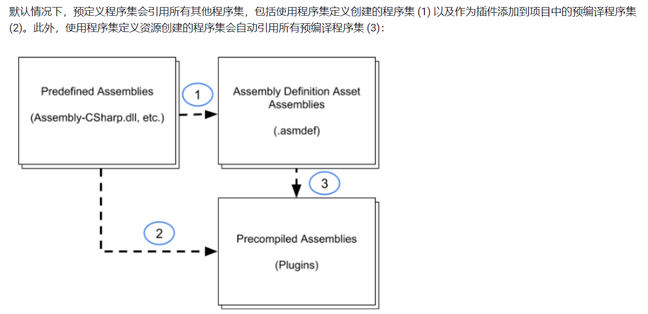 默认情况下，预定义程序集会引用所有其他程序集，包括使用程序集定义创建的程序集 (1) 以及作为插件添加到项目中的预编译程序集
(2)。此外，使用程序集定义资源创建的程序集会自动引用所有预编译程序集 (3)：
Predefined Assemblies
(Assembly-CSharp.dll, etc.)
1
Assembly Definition Asset
Assemblies
(.asmdef)
3
2
Precompiled Assemblies
(Plugins)